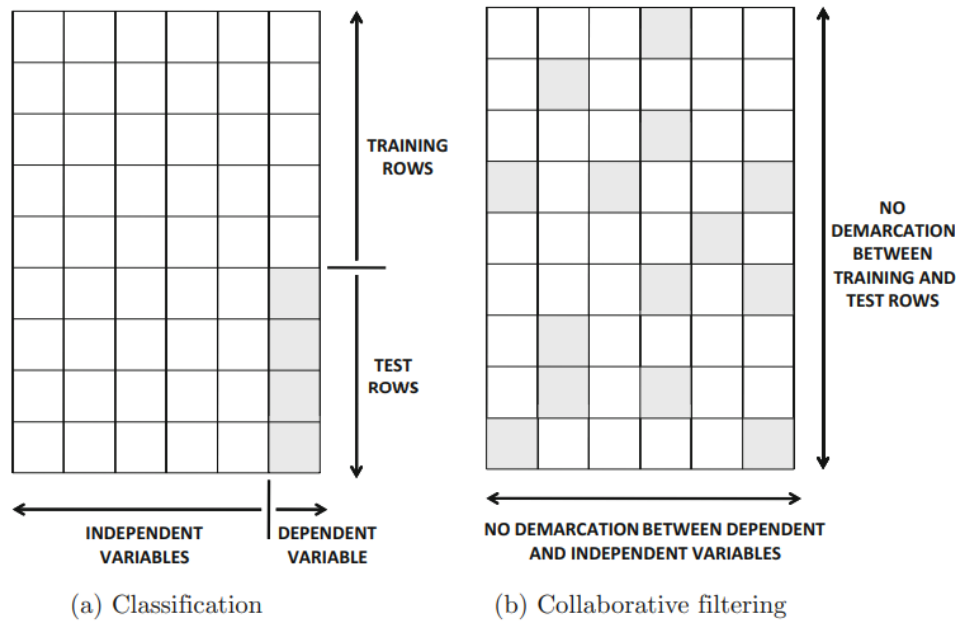 TRAINING
ROWS
TEST
ROWS
INDEPENDENT
VARIABLES
DEPENDENT
VARIABLE
(a) Classification
NO
DEMARCATION
BETWEEN
TRAINING AND
TEST ROWS
NO DEMARCATION BETWEEN DEPENDENT
AND INDEPENDENT VARIABLES
(b) Collaborative filtering